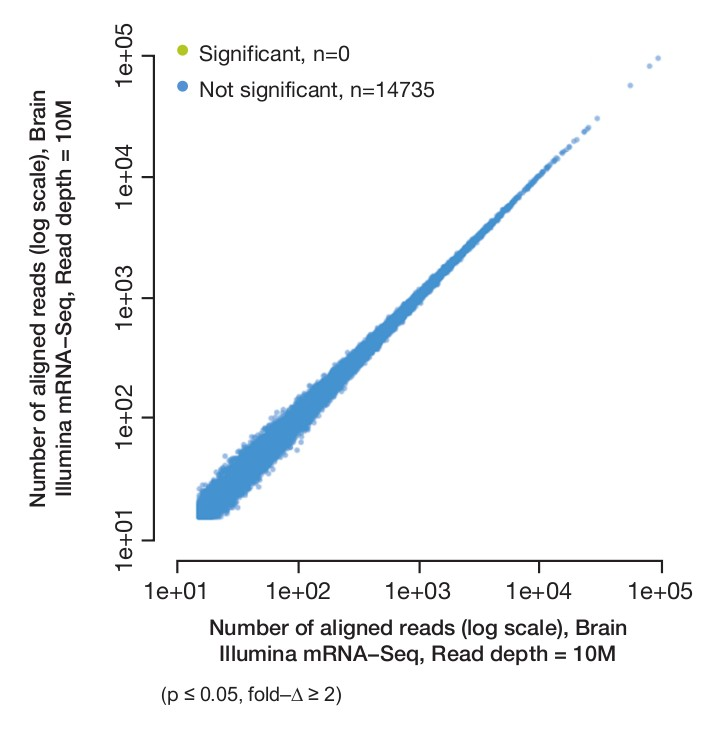 Significant, n=0
Not significant, n=14735
Number of aligned reads (log scale), Brain
Illumina mRNA–Seq, Read depth = 10M
1e+05
1e+04
1e+03
1e+02
1e+01
1e+01 1e+02 1e+03 1e+04 1e+05
Number of aligned reads (log scale), Brain
Illumina mRNA–Seq, Read depth = 10M
(p ≤ 0.05, fold–Δ ≥ 2)